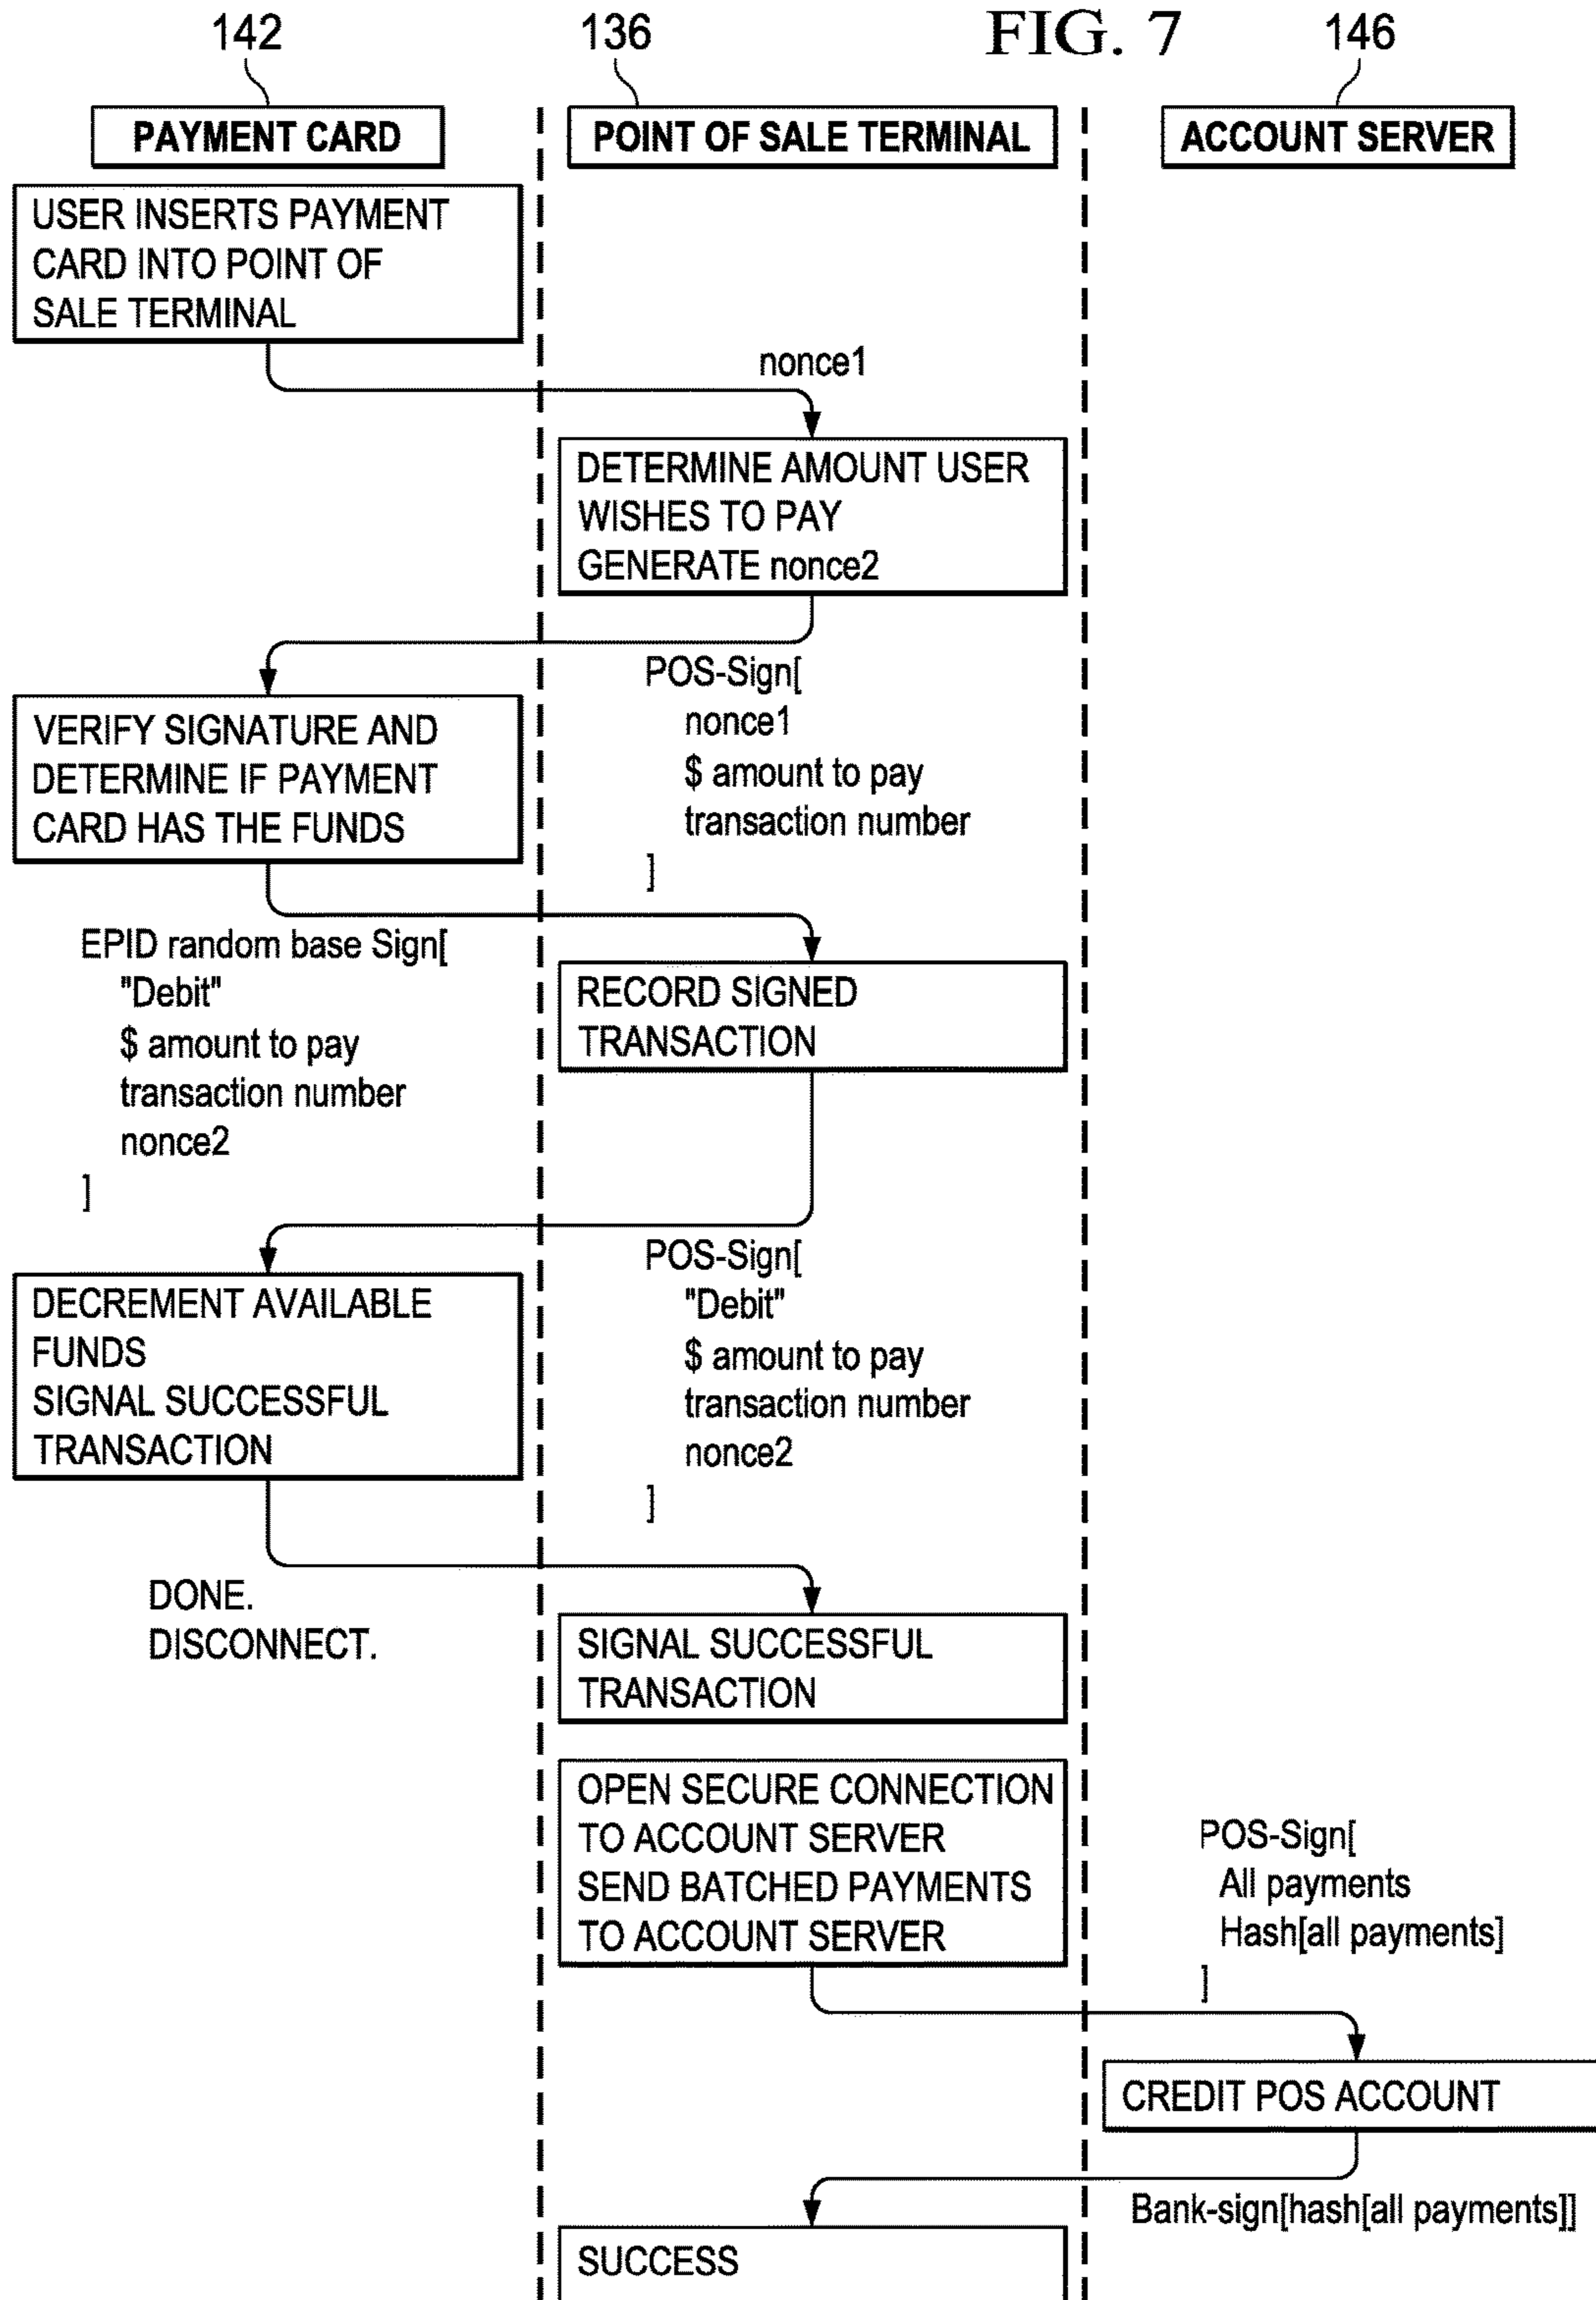 142
136
FIG. 7
146
PAYMENT CARD
POINT OF SALE TERMINAL
ACCOUNT SERVER
USER INSERTS PAYMENT
CARD INTO POINT OF
SALE TERMINAL
nonce1
DETERMINE AMOUNT USER
WISHES TO PAY
GENERATE nonce2
POS-Sign[
nonce1
$ amount to pay
transaction number
]
VERIFY SIGNATURE AND
DETERMINE IF PAYMENT
CARD HAS THE FUNDS
EPID random base Sign[
"Debit"
$ amount to pay
transaction number
nonce2
]
RECORD SIGNED
TRANSACTION
POS-Sign[
"Debit"
$ amount to pay
transaction number
nonce2
]
DECREMENT AVAILABLE
FUNDS
SIGNAL SUCCESSFUL
TRANSACTION
DONE.
DISCONNECT.
SIGNAL SUCCESSFUL
TRANSACTION
OPEN SECURE CONNECTION
TO ACCOUNT SERVER
SEND BATCHED PAYMENTS
TO ACCOUNT SERVER
POS-Sign[
All payments
Hash[all payments]
]
CREDIT POS ACCOUNT
Bank-sign[hash[all payments]]
SUCCESS